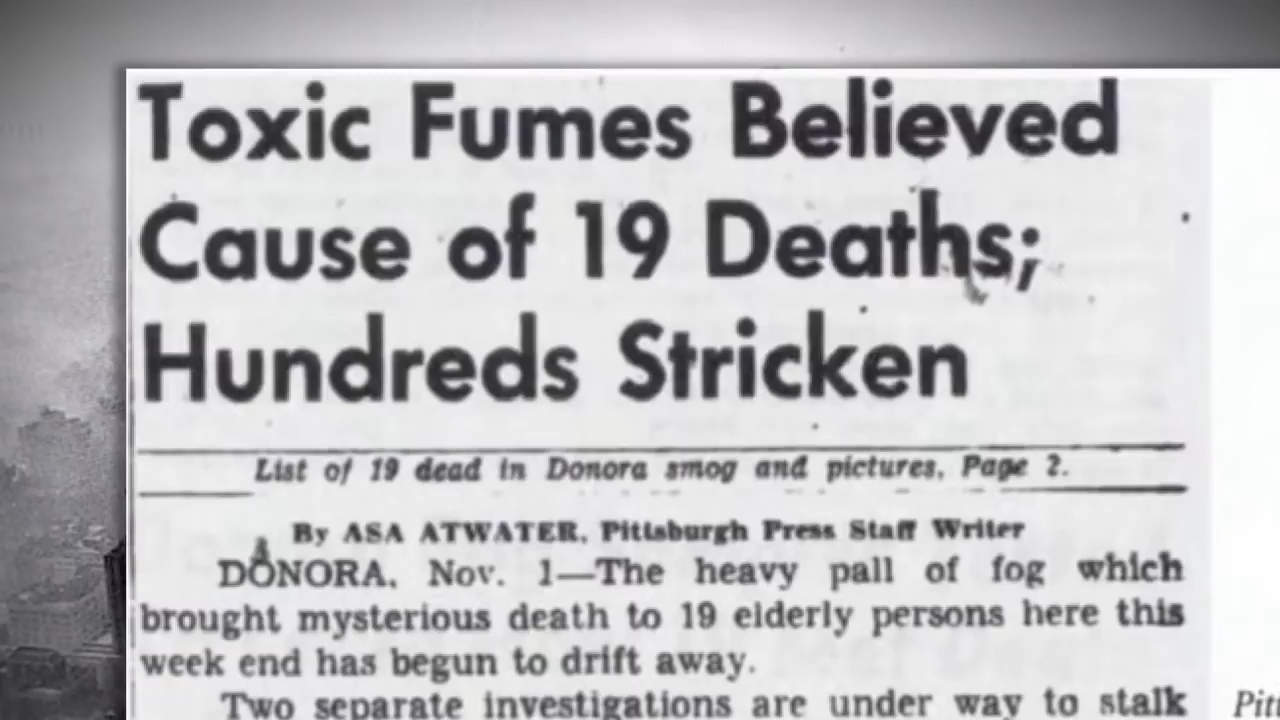 Toxic Fumes Believed
Cause of 19 Deaths;
Hundreds Stricken
List of 19 dead in Donora smog and pictures, Page 2.
By ASA ATWATER, Pittsburgh Press Staff Writer
DONORA, Nov. 1—The heavy pall of fog which
brought mysterious death to 19 elderly persons here this
week end has begun to drift away.
Two separate investigations are under way to stalk